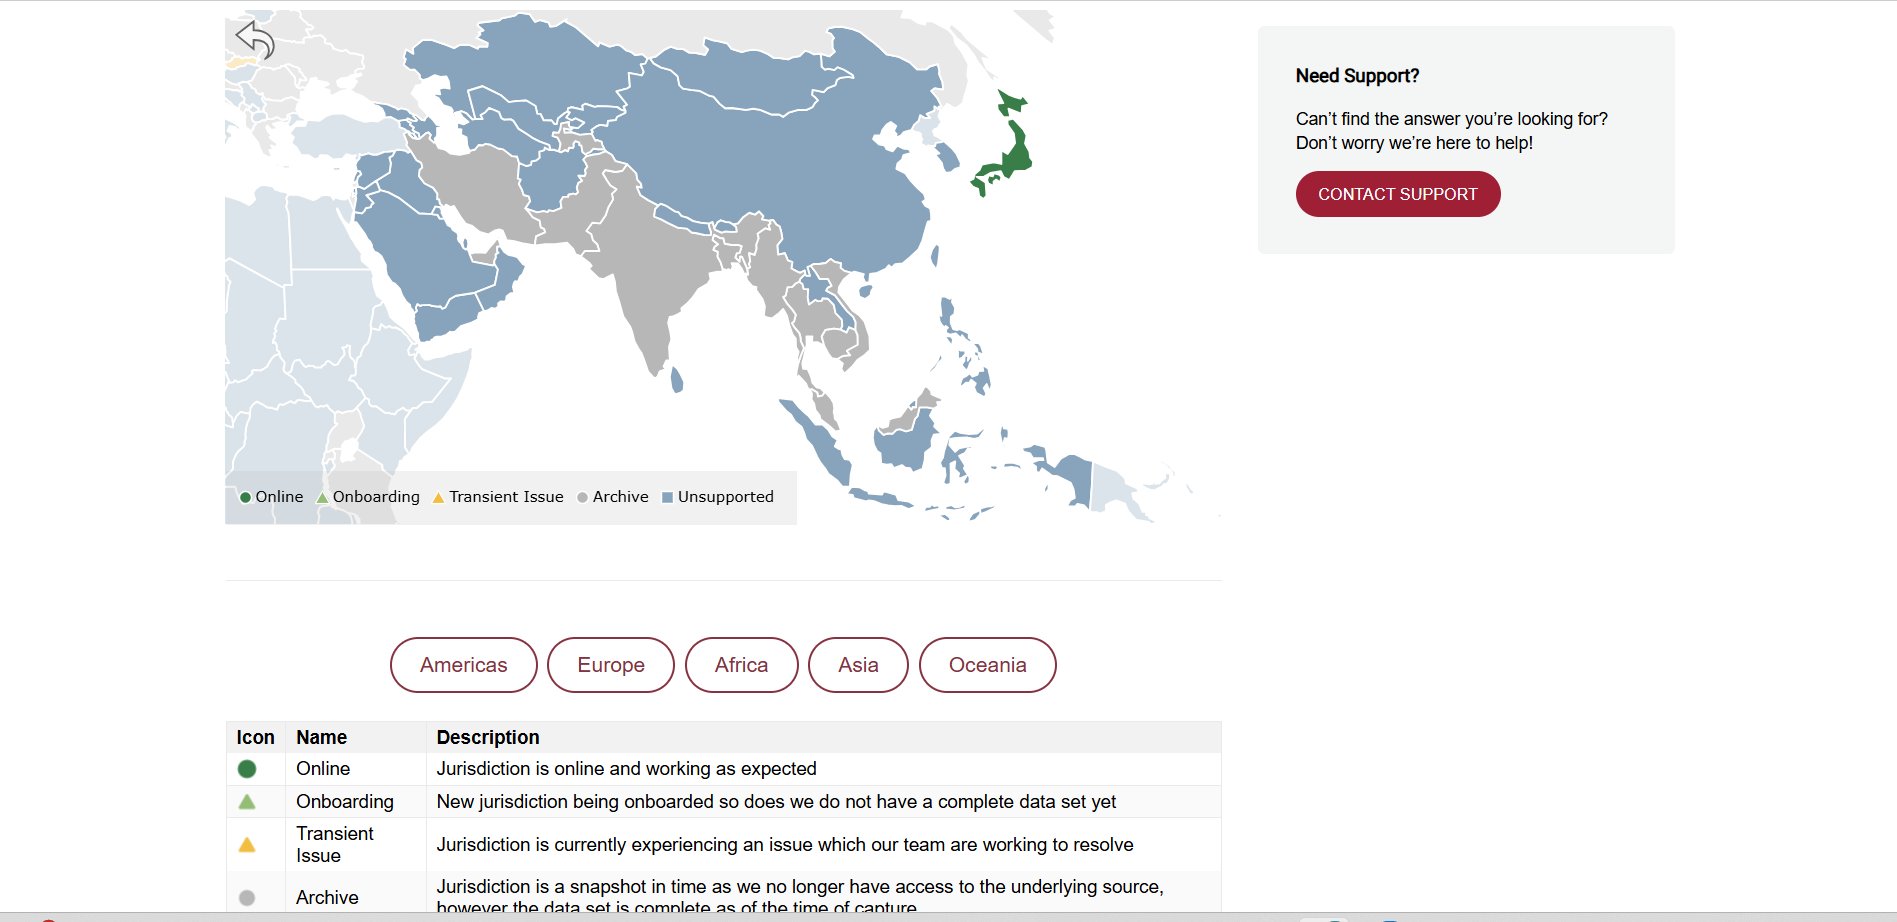 Need Support?
Can't find the answer you're looking for?
Don't worry we're here to help!
CONTACT SUPPORT
Online Onboarding Transient Issue Archive Unsupported
Americas Europe Africa Asia Oceania
Icon Name Description
Online Jurisdiction is online and working as expected
Onboarding New jurisdiction being onboarded so does we do not have a complete data set yet
Transient
Issue
Jurisdiction is currently experiencing an issue which our team are working to resolve
Archive
Jurisdiction is a snapshot in time as we no longer have access to the underlying source,
however the data set is complete as of the time of capture